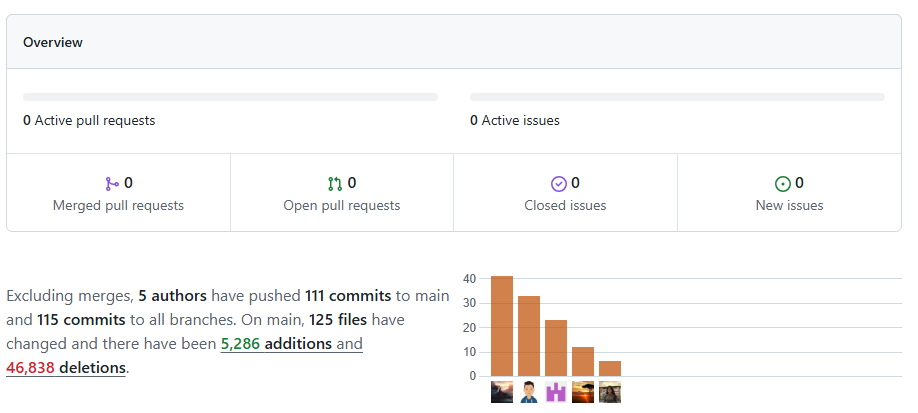 Overview
0 Active pull requests
0 Active issues
0
Merged pull requests
0
Open pull requests
0
Closed issues
0
New issues
Excluding merges, 5 authors have pushed 111 commits to main
and 115 commits to all branches. On main, 125 files have
changed and there have been 5,286 additions and
46,838 deletions.
40
30
20
10
0